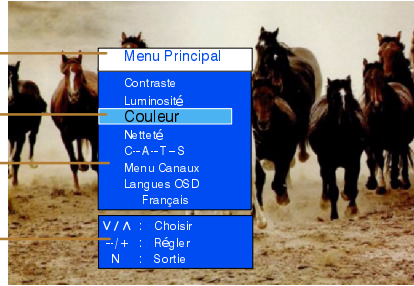 Menu Principal
Contraste
Luminosité
Couleur
Netteté
C--A--T--S
Menu Canaux
Langues OSD
Français
V / Λ : Choisir
--/+ : Régler
N : Sortie